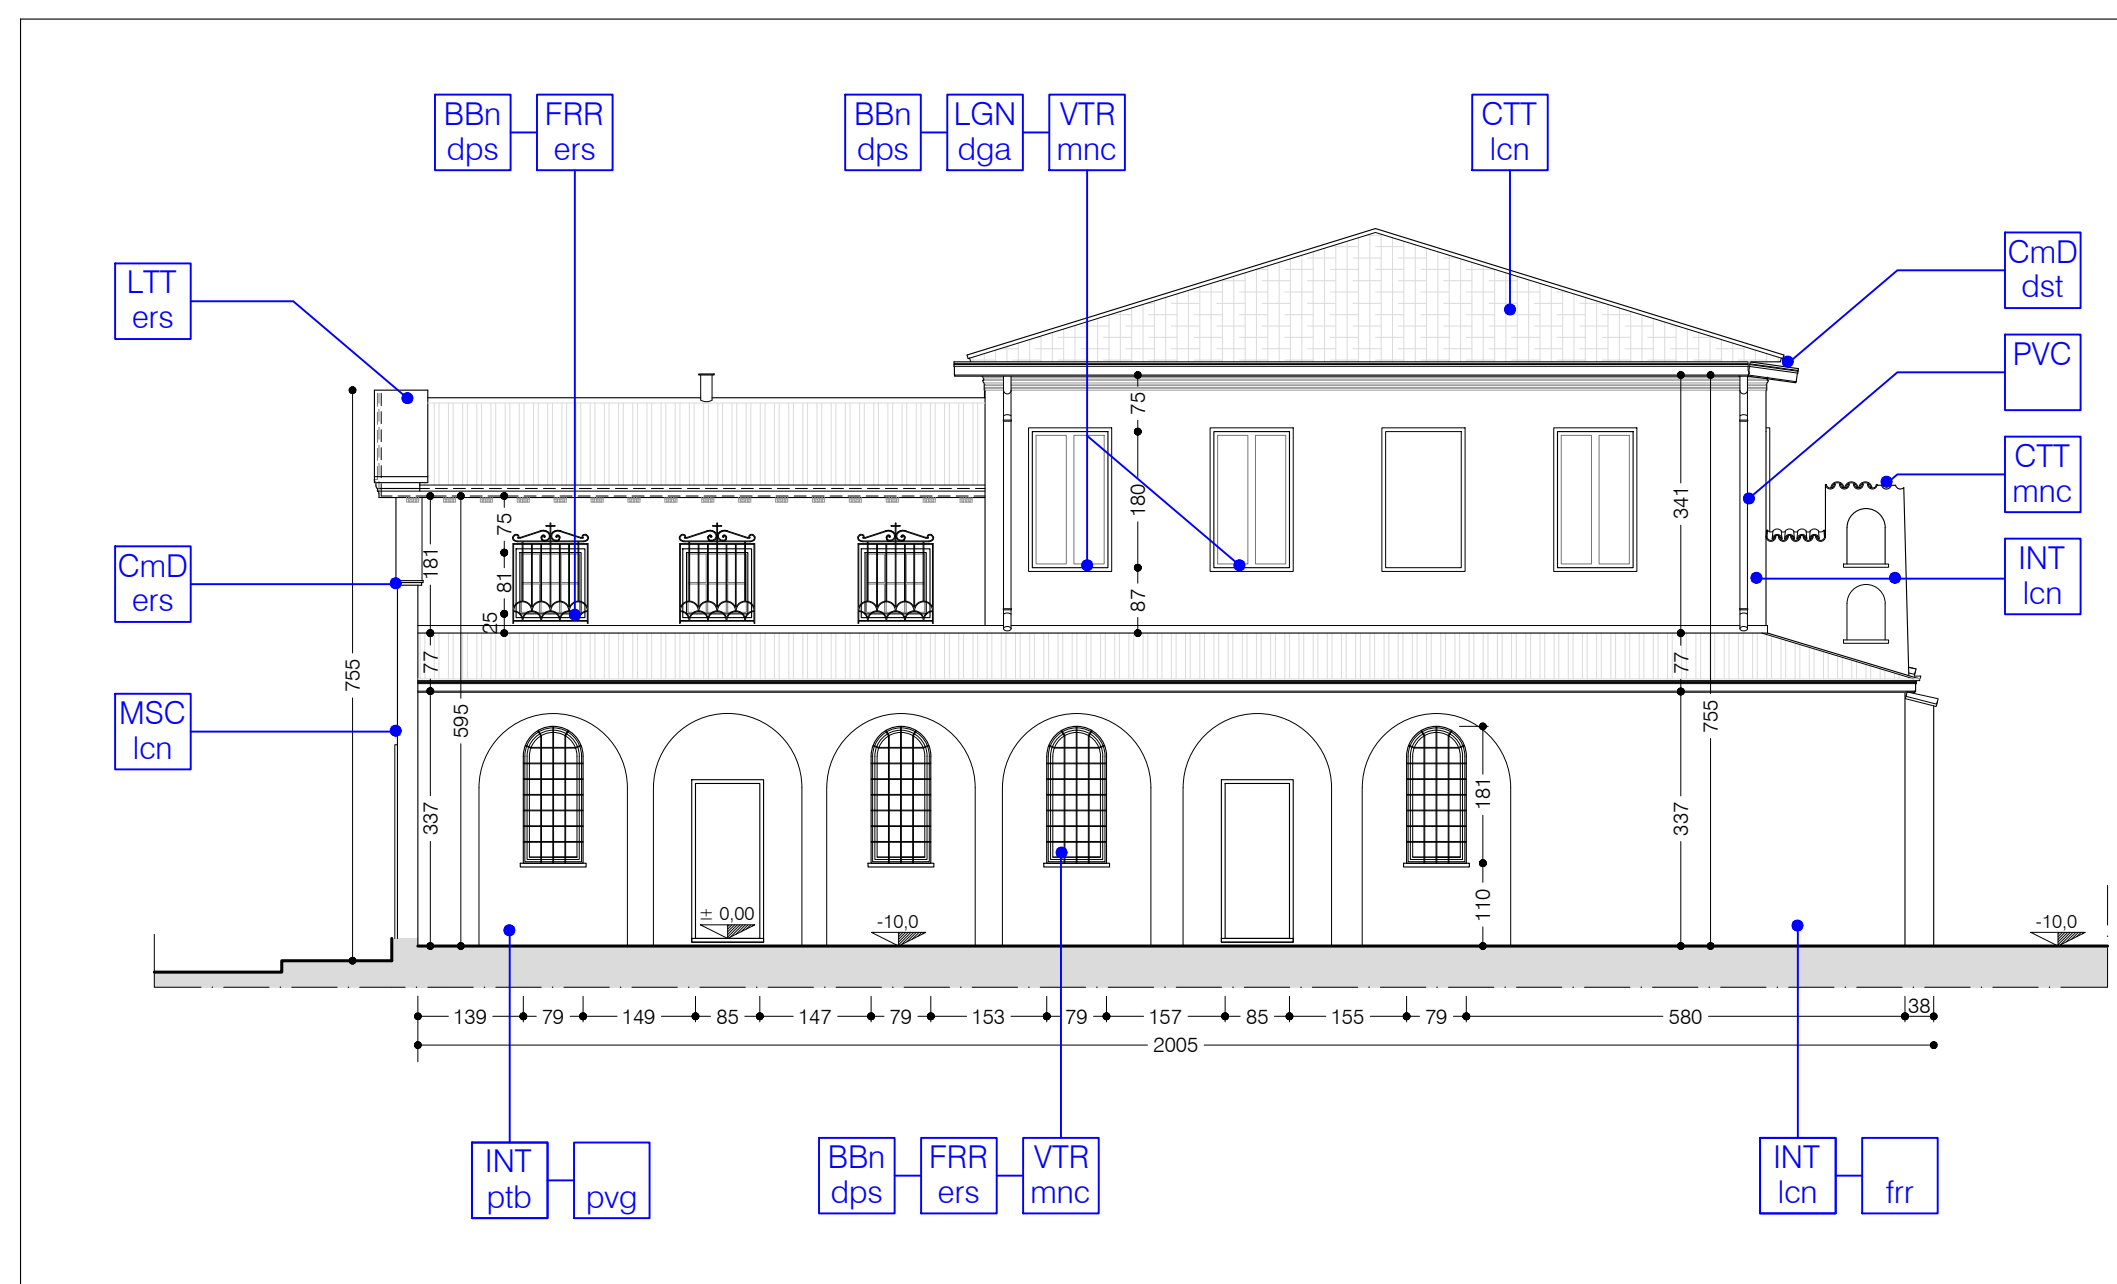 BBn FRR BBn LGN VTR CTT
dps ers dps dga mnc lcn
CmD
dst
LTT
ers
PVC
CTT
mnc
CmD
ers
INT
lcn
MSC
lcn
75
180
87
341
77
337
755
755
181
77
337
595
75
81
25
181
110
± 0,00
-10,0
-10,0
139 79 149 85 147 79 153 79 157 85 155 79 580 38
2005
INT BBn FRR VTR INT
ptb pvg dps ers mnc lcn frr